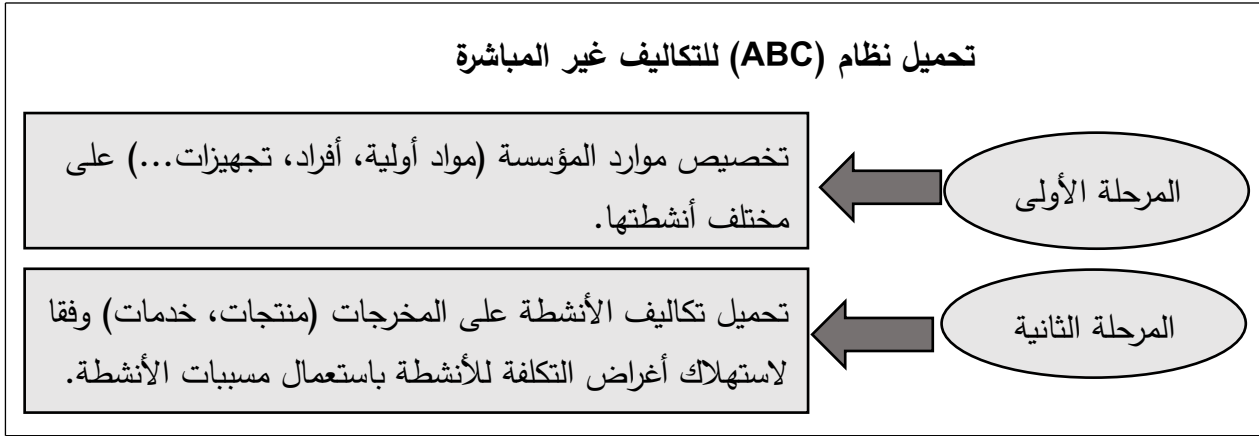 تحميل نظام (ABC) للتكاليف غير المباشرة
المرحلة الأولى
تخصيص موارد المؤسسة (مواد أولية، أفراد، تجهيزات...) على
مختلف أنشطتها.
المرحلة الثانية
تحميل تكاليف الأنشطة على المخرجات (منتجات، خدمات) وفقا
لاستهلاك أغراض التكلفة للأنشطة باستعمال مسببات الأنشطة.